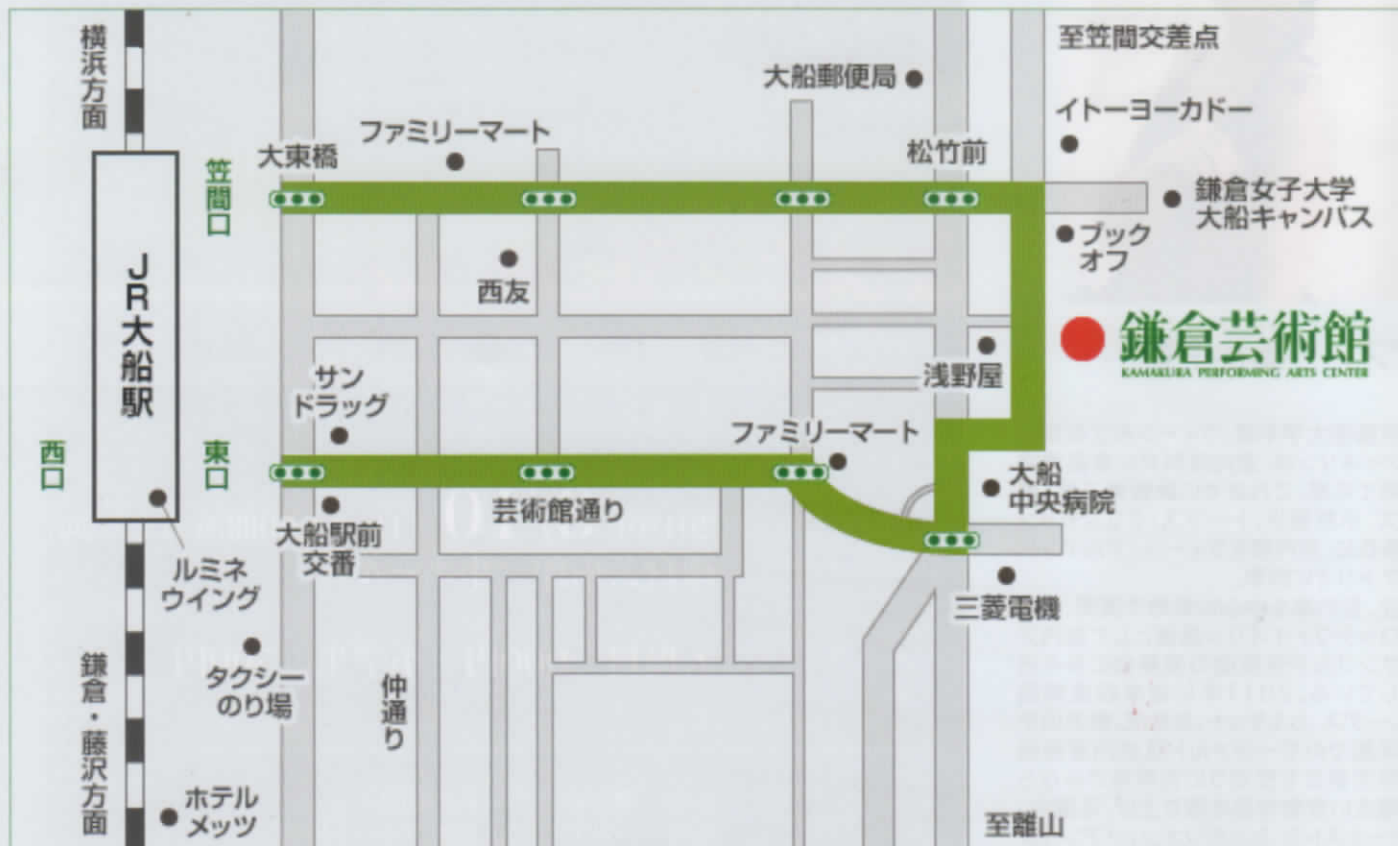 横浜方面
至笠間交差点
大船郵便局
イトーヨーカドー
ファミリーマート
大東橋
松竹前
笠間口
鎌倉女子大学
大船キャンパス
ブック
オフ
西友
JR大船駅
鎌倉芸術館
KAMAKURA PERFORMING ARTS CENTER
浅野屋
サン
ドラッグ
ファミリーマート
西口
東口
大船
中央病院
芸術館通り
大船駅前
交番
ルミネ
ウイング
三菱電機
タクシー
のり場
仲通り
鎌倉・藤沢方面
ホテル
メッツ
至離山